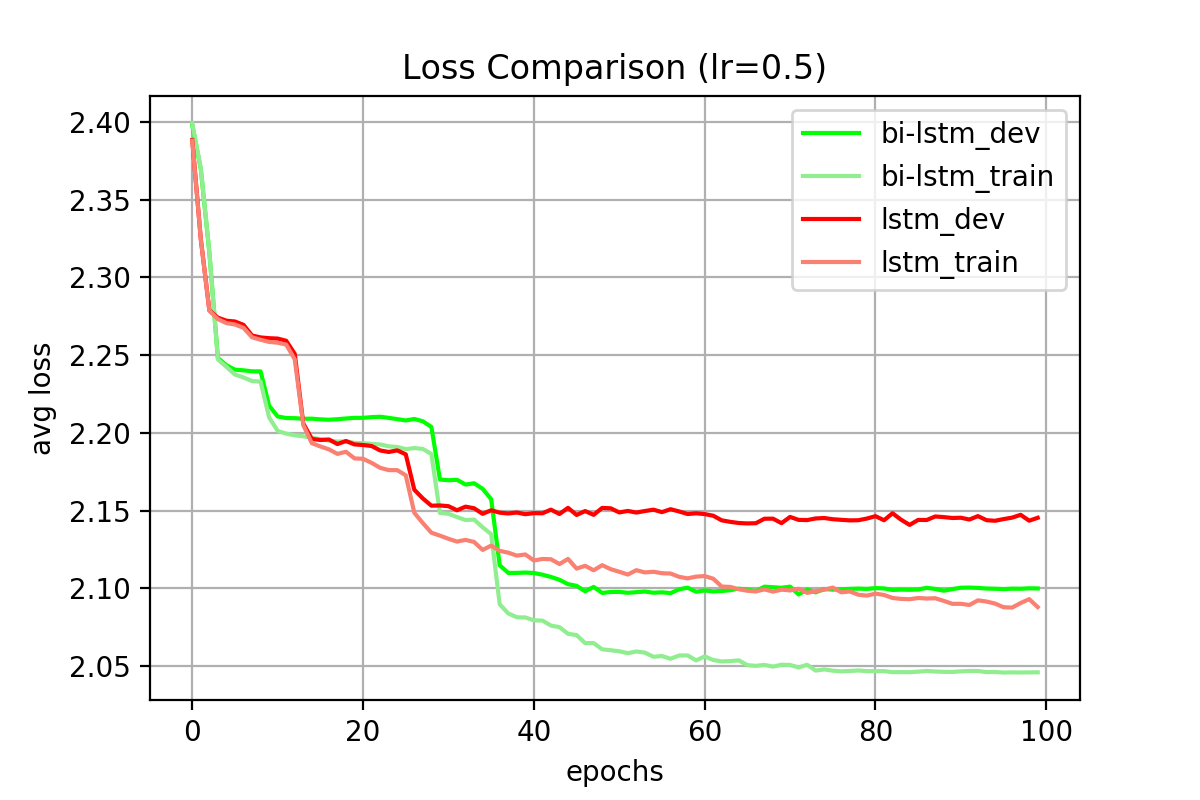 Loss Comparison (lr=0.5)
2.40
2.35
2.30
2.25
2.20
2.15
2.10
2.05
avg loss
bi-lstm_dev
bi-lstm_train
lstm_dev
lstm_train
0 20 40 60 80 100
epochs